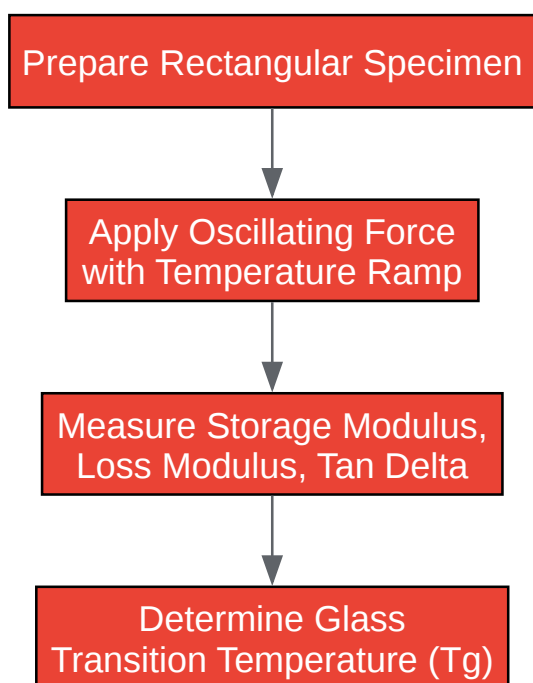 Prepare Rectangular Specimen
Apply Oscillating Force
with Temperature Ramp
Measure Storage Modulus,
Loss Modulus, Tan Delta
Determine Glass
Transition Temperature (Tg)